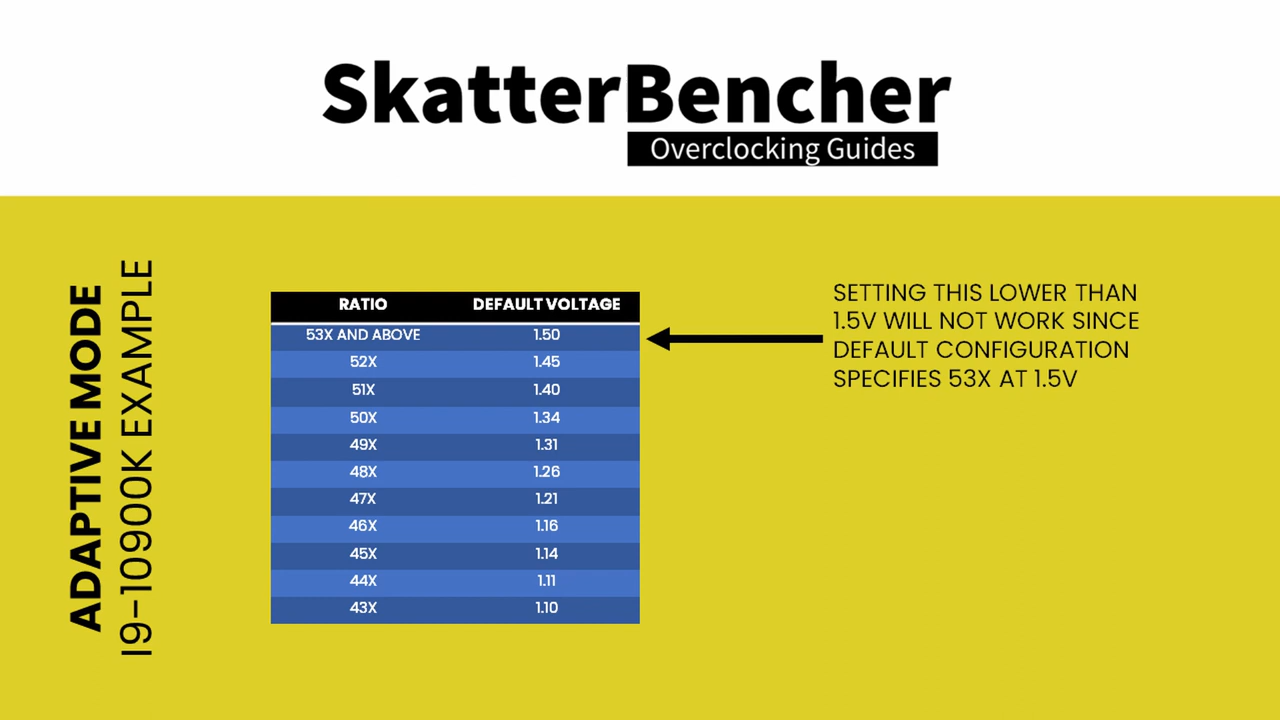 SkatterBencher
Overclocking Guides
ADAPTIVE MODE
I9-10900K EXAMPLE
RATIO DEFAULT VOLTAGE
53X AND ABOVE 1.50
52X 1.45
51X 1.40
50X 1.34
49X 1.31
48X 1.26
47X 1.21
46X 1.16
45X 1.14
44X 1.11
43X 1.10
SETTING THIS LOWER THAN
1.5V WILL NOT WORK SINCE
DEFAULT CONFIGURATION
SPECIFIES 53X AT 1.5V